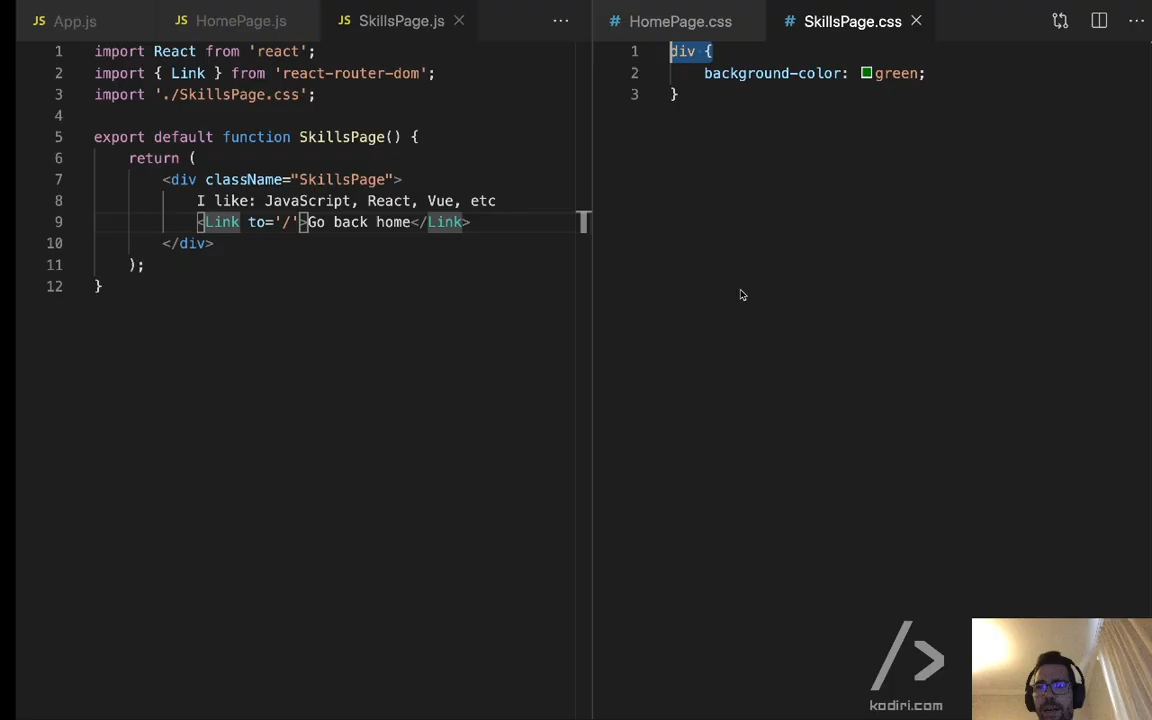 JS App.js
JS HomePage.js
JS SkillsPage.js
1 import React from 'react';
2 import { Link } from 'react-router-dom';
3 import './SkillsPage.css';
4
5 export default function SkillsPage() {
6 return (
7 <div className="SkillsPage">
8 I like: JavaScript, React, Vue, etc
9 <Link to='/'>Go back home</Link>
10 </div>
11 );
12 }
# HomePage.css
# SkillsPage.css
1 div {
2 background-color: green;
3 }
kodiri.com